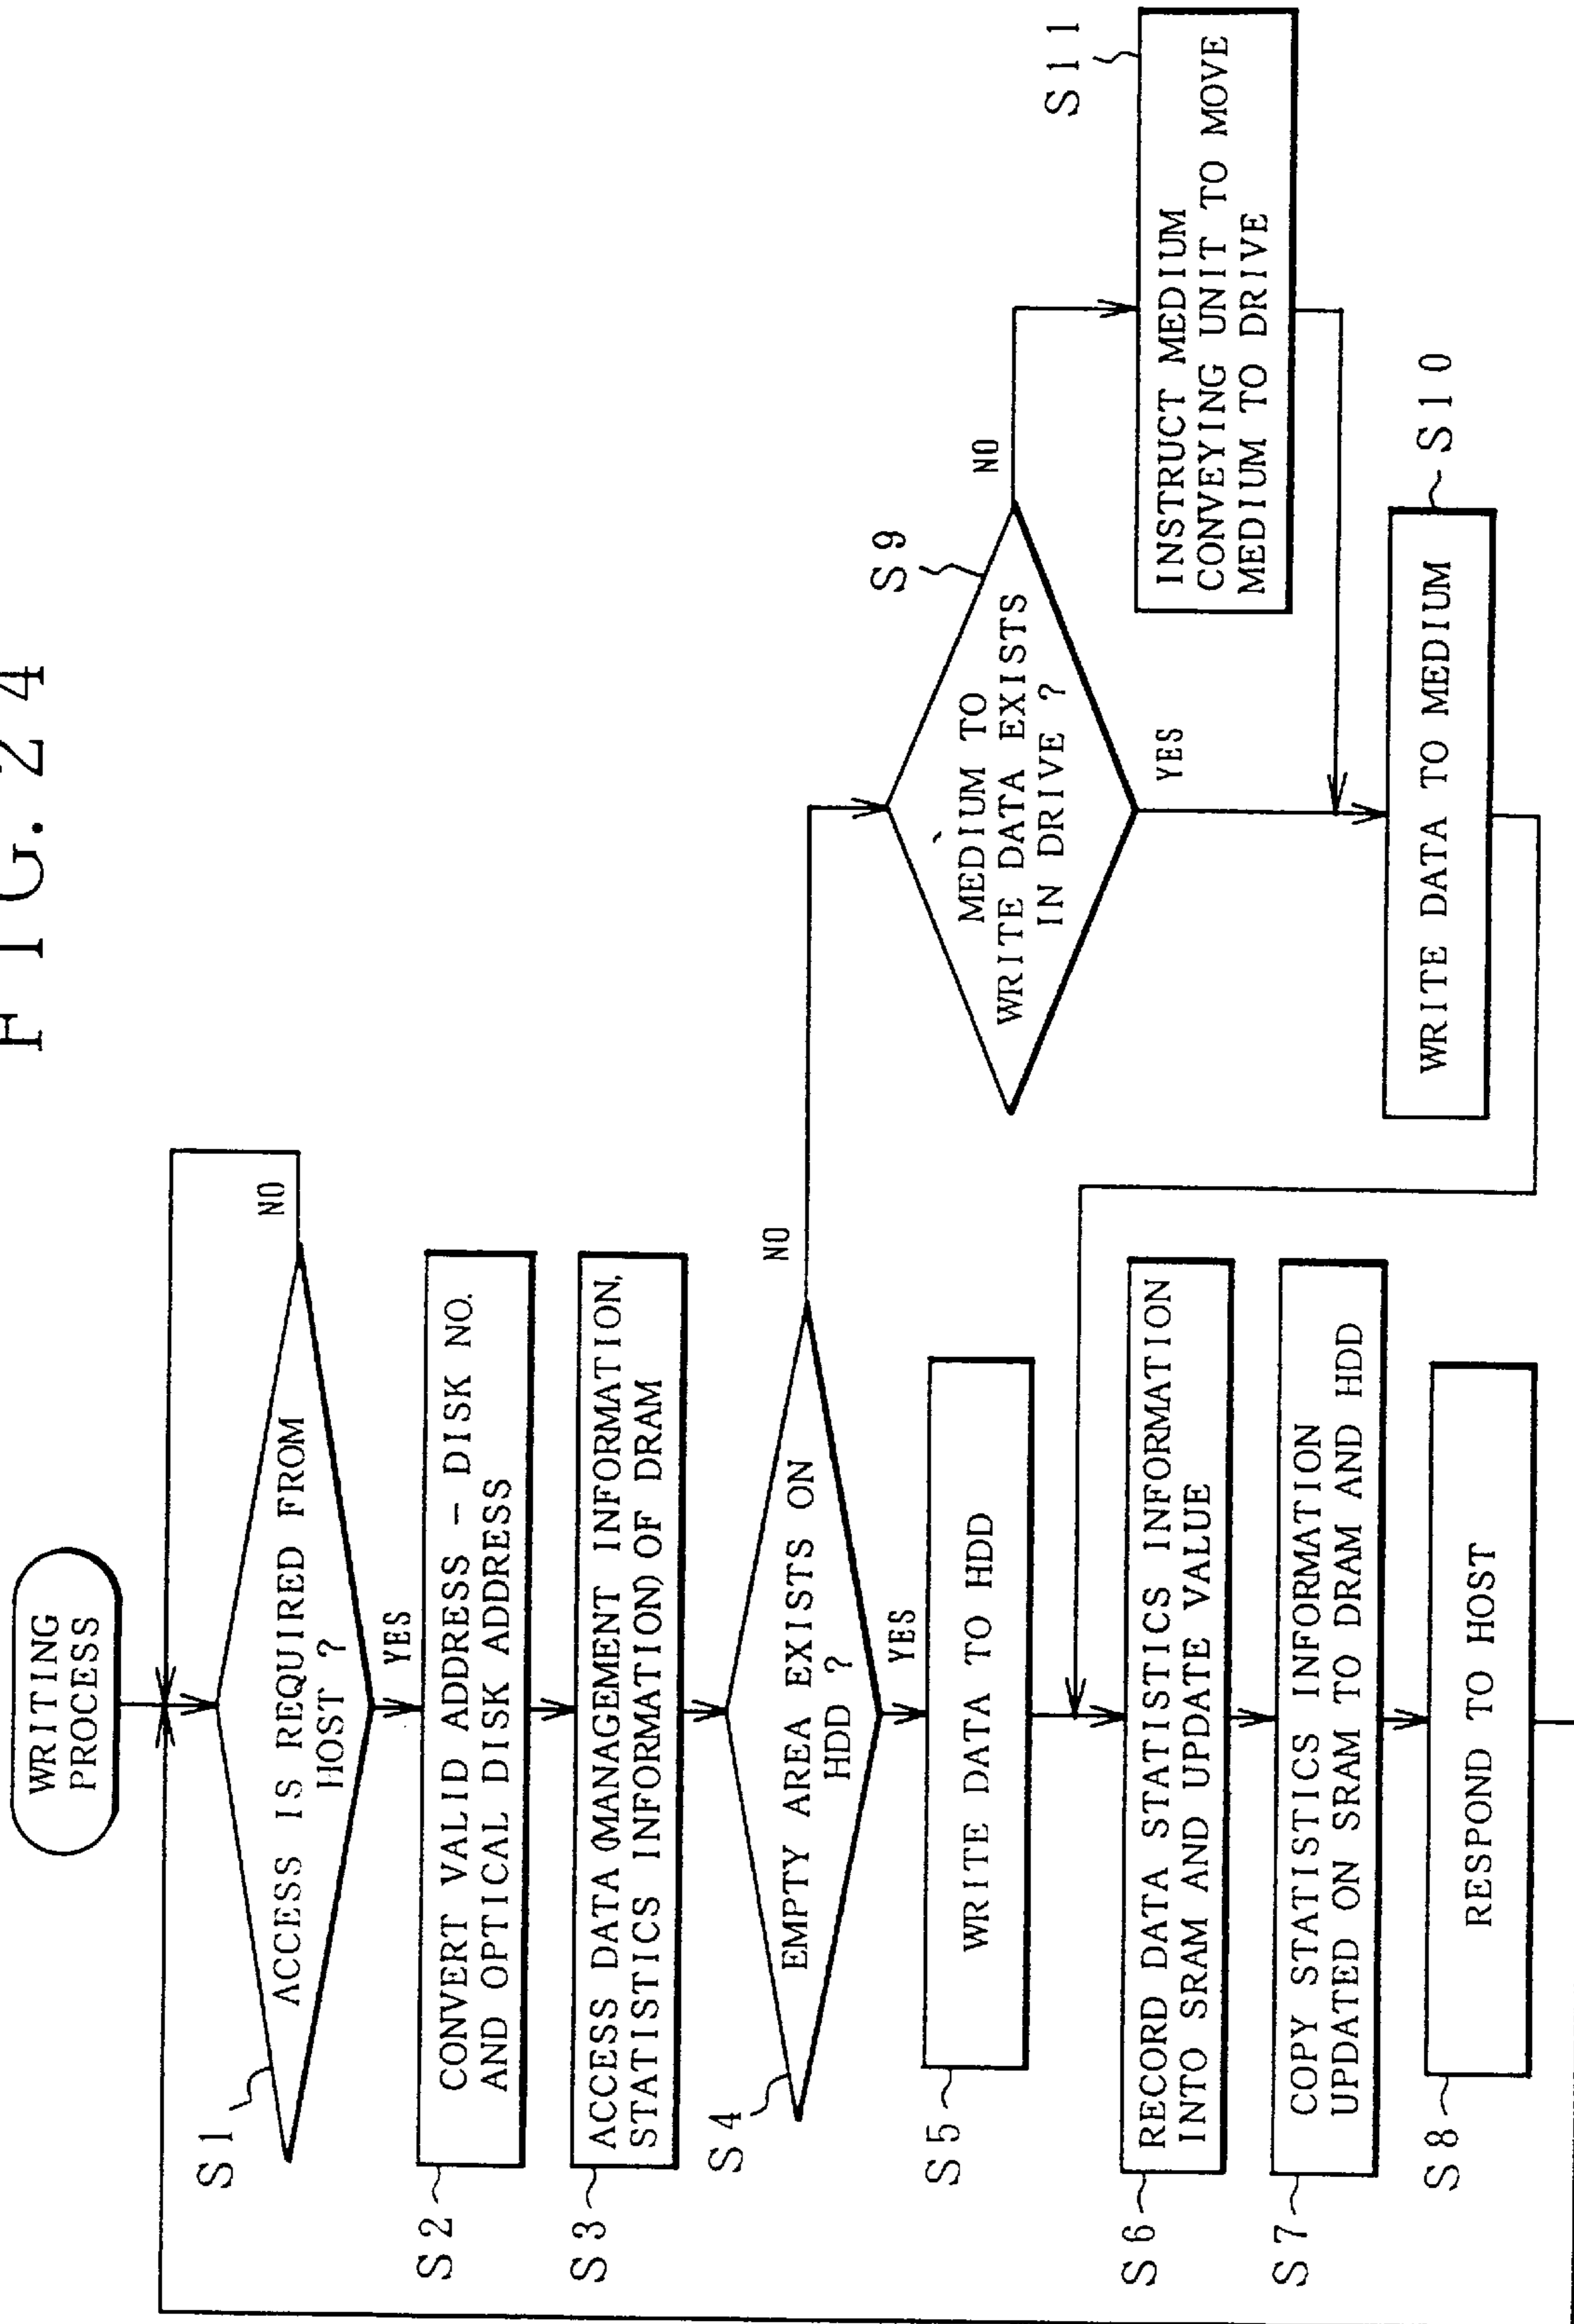 FIG. 24
WRITING
PROCESS
S1
ACCESS IS REQUIRED FROM
HOST ?
NO
YES
S2
CONVERT VALID ADDRESS - DISK NO.
AND OPTICAL DISK ADDRESS
S3
ACCESS DATA (MANAGEMENT INFORMATION,
STATISTICS INFORMATION) OF DRAM
S4
EMPTY AREA EXISTS ON
HDD ?
NO
YES
S5
WRITE DATA TO HDD
S6
RECORD DATA STATISTICS INFORMATION
INTO SRAM AND UPDATE VALUE
S7
COPY STATISTICS INFORMATION
UPDATED ON SRAM TO DRAM AND HDD
S8
RESPOND TO HOST
S9
MEDIUM TO
WRITE DATA EXISTS
IN DRIVE ?
NO
YES
S11
INSTRUCT MEDIUM
CONVEYING UNIT TO MOVE
MEDIUM TO DRIVE
S10
WRITE DATA TO MEDIUM